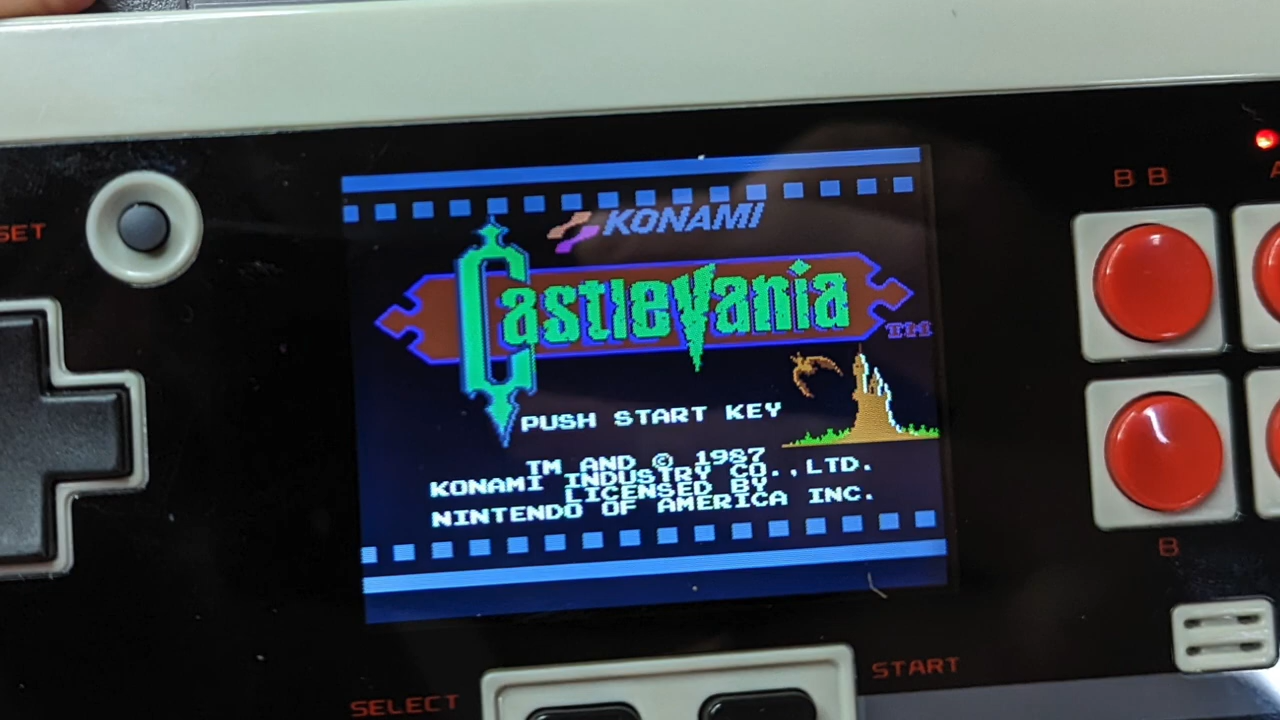 SET
B B
A
KONAMI
CastleVania
TM
PUSH START KEY
TM AND © 1987
KONAMI INDUSTRY CO.,LTD.
LICENSED BY
NINTENDO OF AMERICA INC.
B
SELECT
START